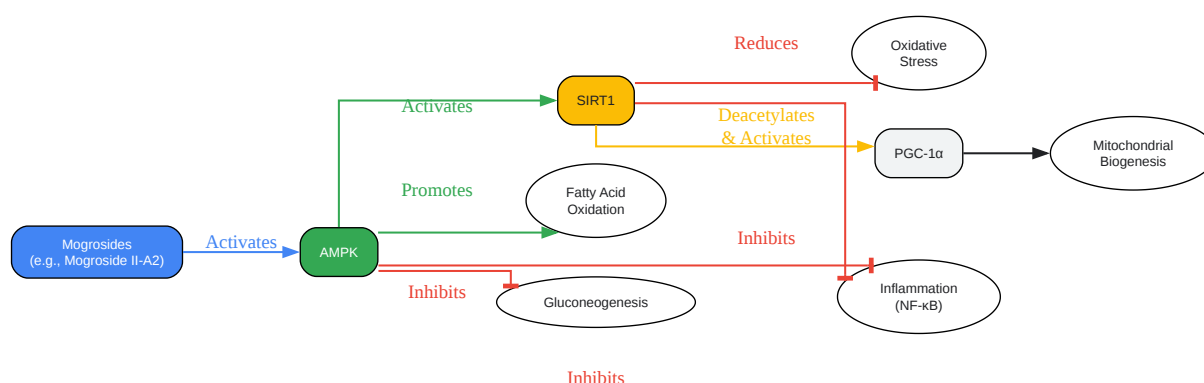 Reduces
Oxidative
Stress
SIRT1
Activates
Deacetylates
& Activates
PGC-1α
Mitochondrial
Biogenesis
Promotes
Fatty Acid
Oxidation
Mogrosides
(e.g., Mogroside II-A2)
Activates
AMPK
Inhibits
Inhibits
Gluconeogenesis
Inflammation
(NF-κB)
Inhibits